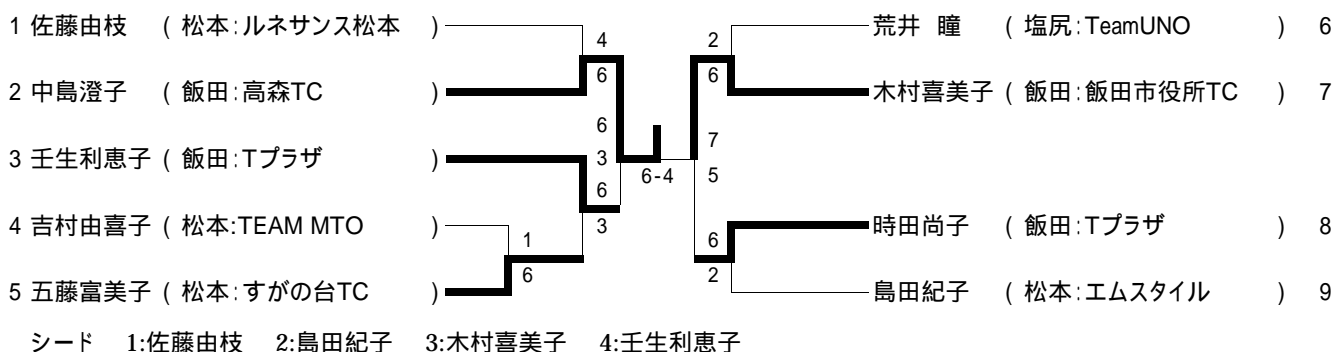 1 佐藤由枝 ( 松本:ルネサンス松本 ) 4 2 荒井 瞳 ( 塩尻:TeamUNO ) 6
6 6
2 中島澄子 ( 飯田:高森TC ) 木村喜美子 ( 飯田:飯田市役所TC ) 7
6 7
3 壬生利恵子 ( 飯田:Tプラザ ) 3 6-4 5
6
4 吉村由喜子 ( 松本:TEAM MTO ) 3 時田尚子 ( 飯田:Tプラザ ) 8
1 6
6 2
5 五藤富美子 ( 松本:すがの台TC ) 島田紀子 ( 松本:エムスタイル ) 9
シード 1:佐藤由枝 2:島田紀子 3:木村喜美子 4:壬生利恵子